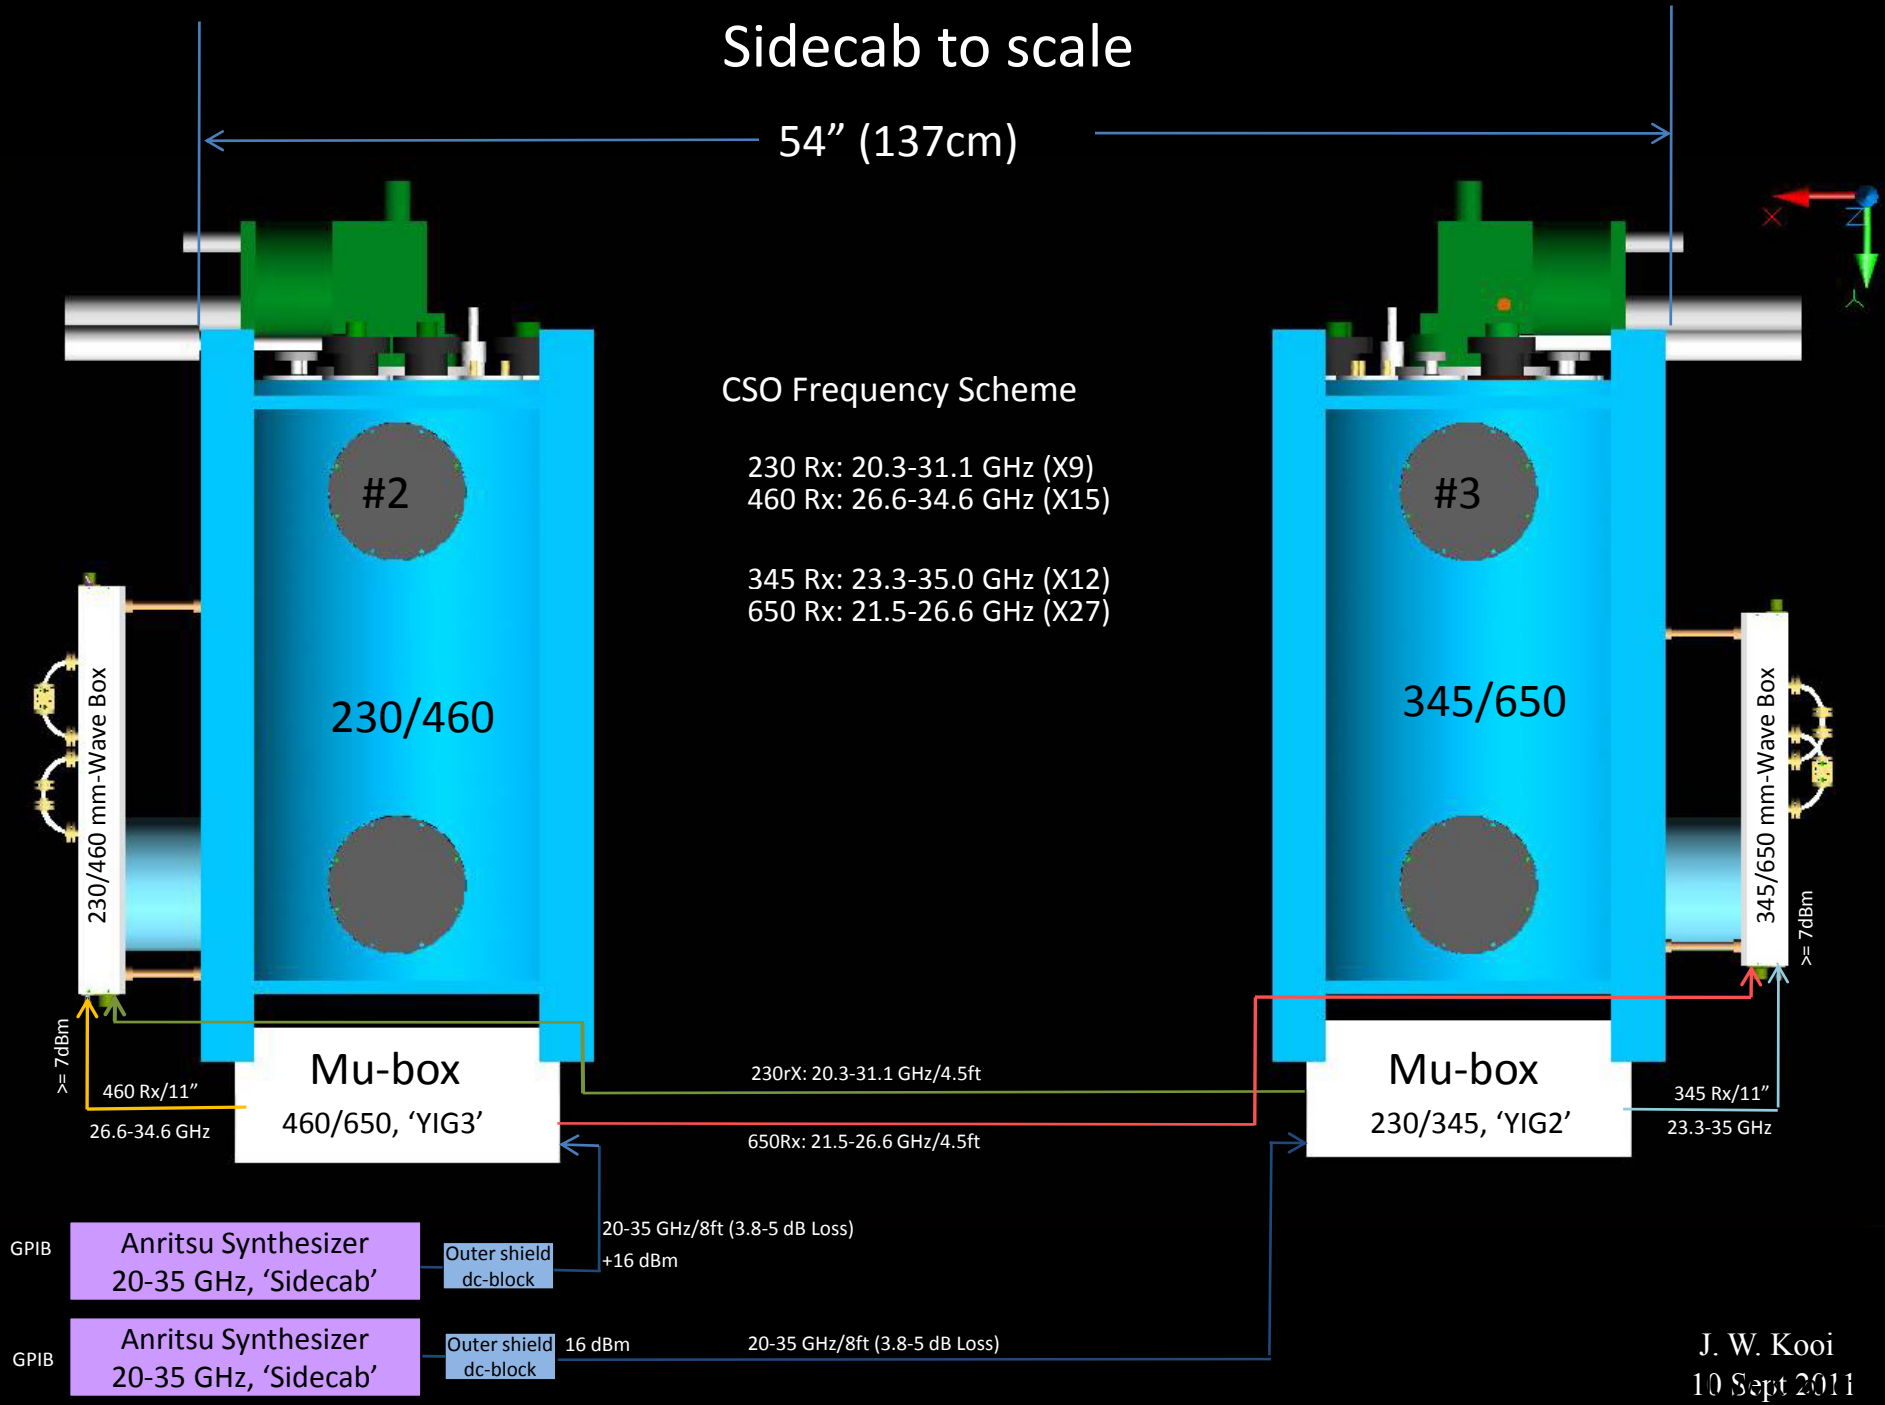 Sidecab to scale
54” (137cm)
X
Z
Y
CSO Frequency Scheme
230 Rx: 20.3-31.1 GHz (X9)
460 Rx: 26.6-34.6 GHz (X15)
345 Rx: 23.3-35.0 GHz (X12)
650 Rx: 21.5-26.6 GHz (X27)
#2
#3
230/460
345/650
230/460 mm-Wave Box
345/650 mm-Wave Box
>= 7dBm
>= 7dBm
Mu-box
460/650, ‘YIG3’
Mu-box
230/345, ‘YIG2’
460 Rx/11”
26.6-34.6 GHz
230rX: 20.3-31.1 GHz/4.5ft
650Rx: 21.5-26.6 GHz/4.5ft
345 Rx/11”
23.3-35 GHz
GPIB
Anritsu Synthesizer
20-35 GHz, ‘Sidecab’
Outer shield
dc-block
20-35 GHz/8ft (3.8-5 dB Loss)
+16 dBm
GPIB
Anritsu Synthesizer
20-35 GHz, ‘Sidecab’
Outer shield
dc-block
16 dBm
20-35 GHz/8ft (3.8-5 dB Loss)
J. W. Kooi
10 Sept 2011